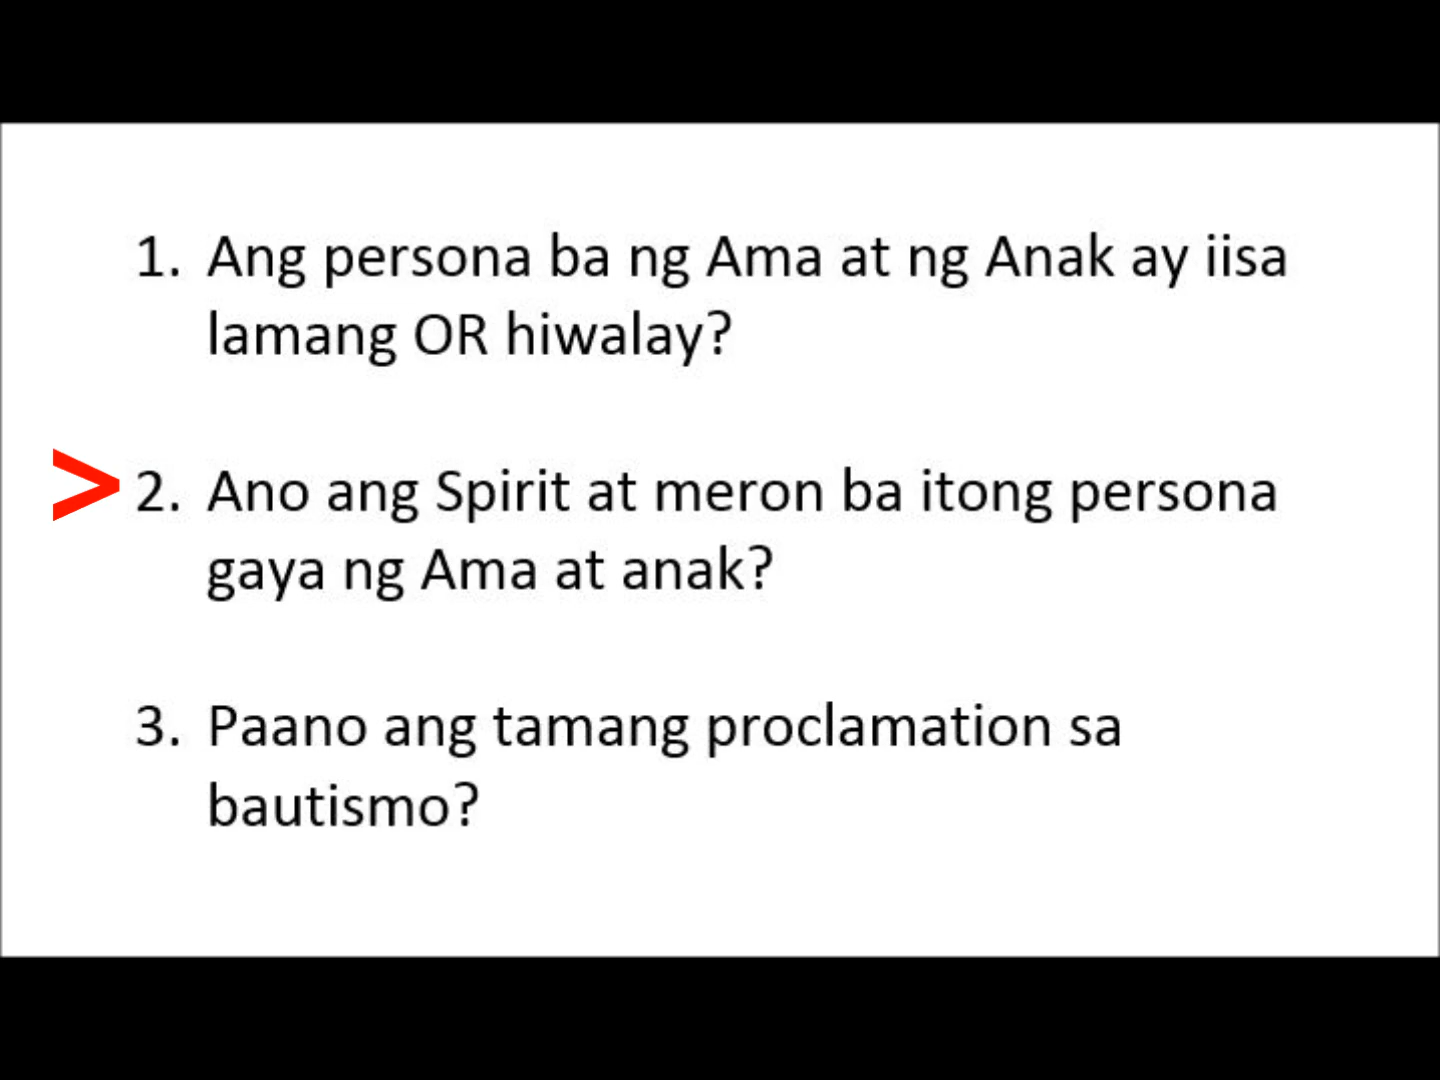 1. Ang persona ba ng Ama at ng Anak ay iisa
lamang OR hiwalay?
> 2. Ano ang Spirit at meron ba itong persona
gaya ng Ama at anak?
3. Paano ang tamang proclamation sa
bautismo?